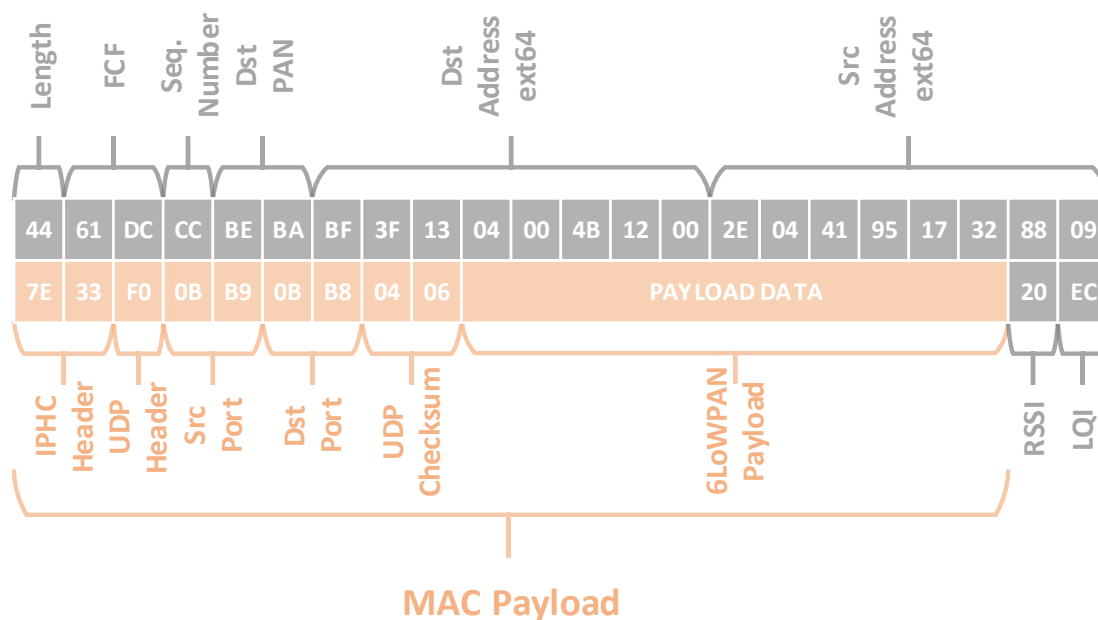 Length
FCF
Seq.
Number
Dst
PAN
Dst
Address
ext64
Src
Address
ext64
44 61 DC CC BE BA BF 3F 13 04 00 4B 12 00 2E 04 41 95 17 32 88 09
7E 33 F0 0B B9 0B B8 04 06 PAYLOAD DATA 20 EC
IPHC
Header
UDP
Header
Src
Port
Dst
Port
UDP
Checksum
6LoWPAN
Payload
RSSI
LQI
MAC Payload